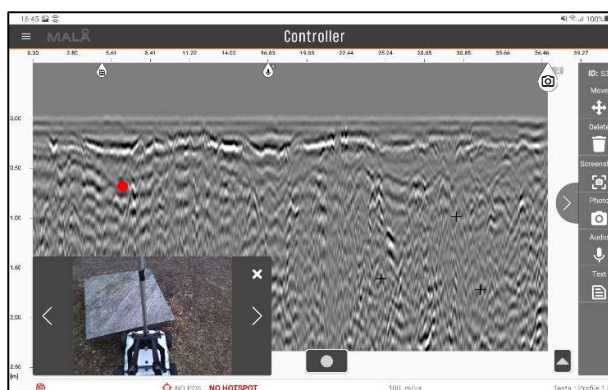 16:45
100%
MALÅ
Controller
0.00 2.80 5.61 8.41 11.22 14.02 16.83 19.63 22.44 25.24 28.05 30.85 33.66 36.46 39.27
ID:
Move
0.00
Delete
0.50
Screensh
1.00
Photo
Audio
1.50
Text
2.00
2.50
[m]
NO POS NO HOTSPOT
100 m/µs
Testa : Profile 1